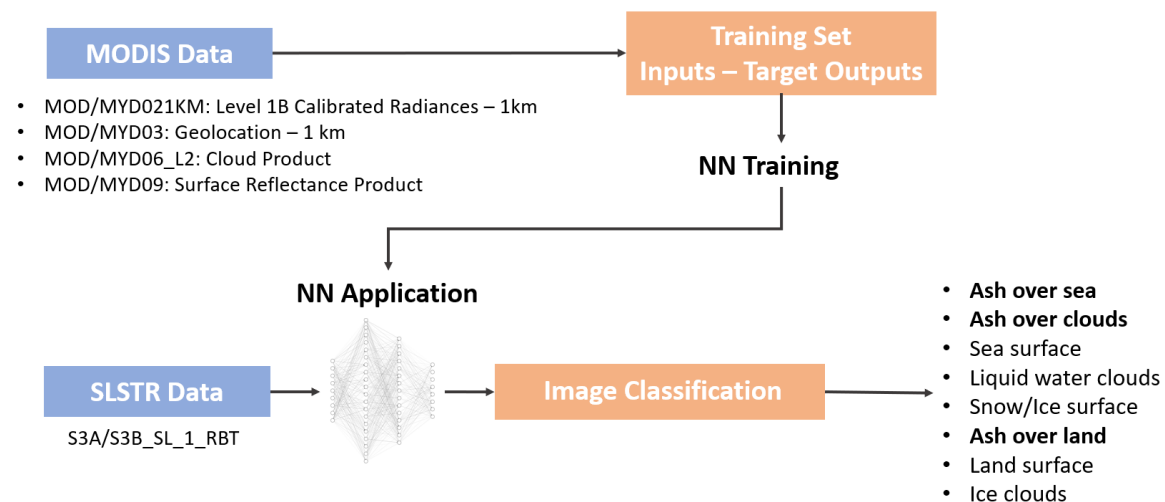 MODIS Data
Training Set
Inputs – Target Outputs
• MOD/MYD021KM: Level 1B Calibrated Radiances – 1km
• MOD/MYD03: Geolocation – 1 km
• MOD/MYD06_L2: Cloud Product
• MOD/MYD09: Surface Reflectance Product
NN Training
NN Application
SLSTR Data
S3A/S3B_SL_1_RBT
Image Classification
• Ash over sea
• Ash over clouds
• Sea surface
• Liquid water clouds
• Snow/Ice surface
• Ash over land
• Land surface
• Ice clouds